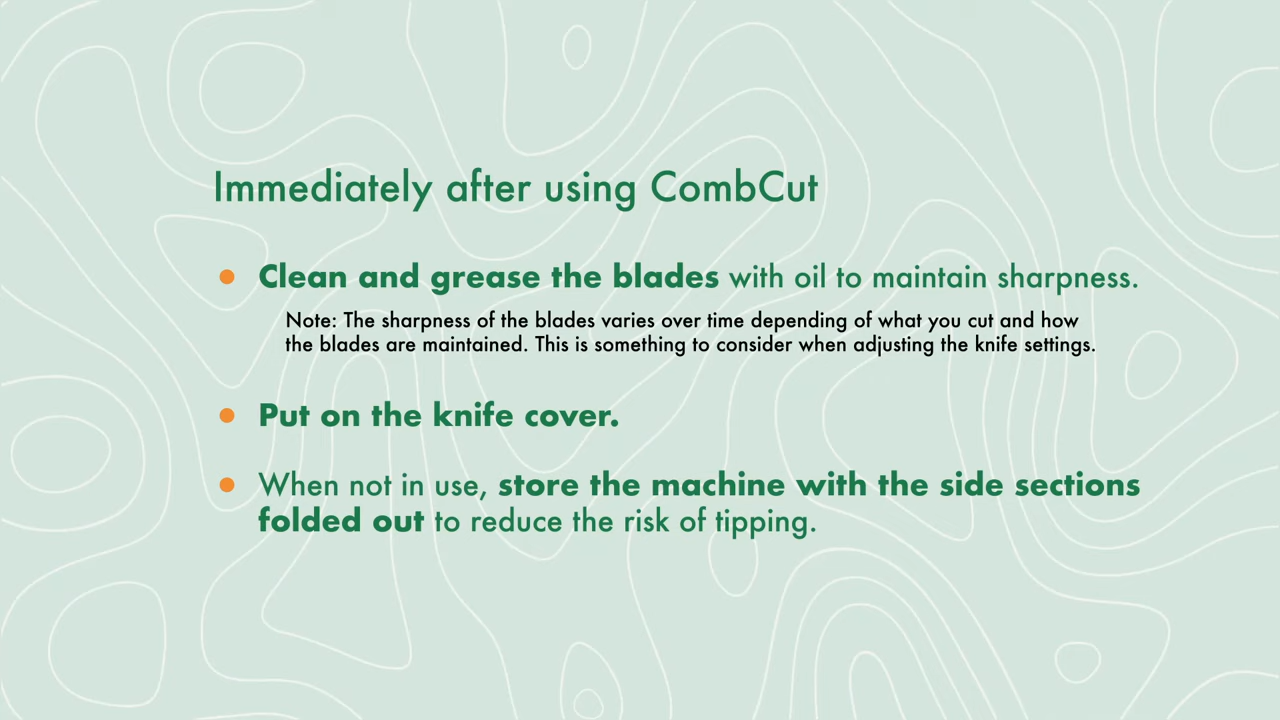 Immediately after using CombCut
● Clean and grease the blades with oil to maintain sharpness.
Note: The sharpness of the blades varies over time depending of what you cut and how
the blades are maintained. This is something to consider when adjusting the knife settings.
● Put on the knife cover.
● When not in use, store the machine with the side sections
folded out to reduce the risk of tipping.